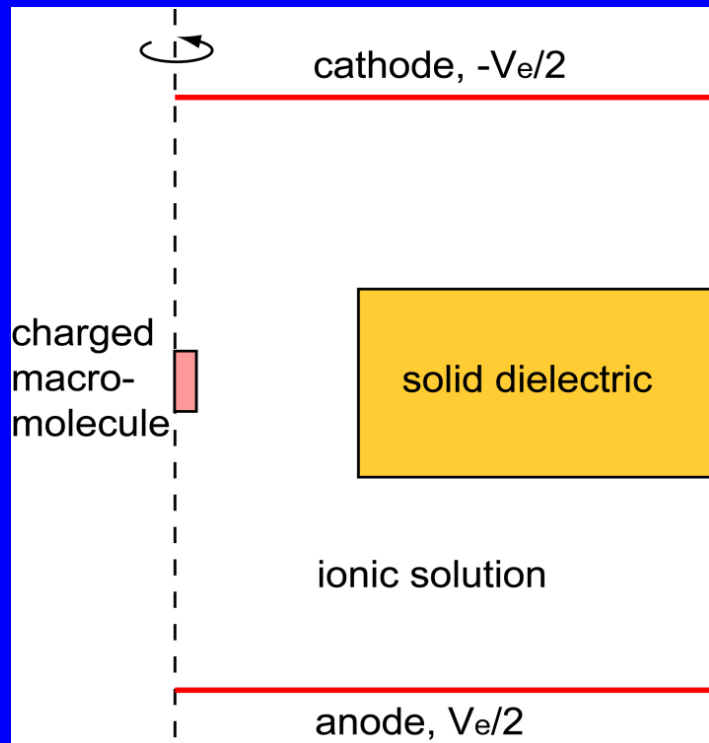 cathode, -Ve/2
charged
macro-
molecule
solid dielectric
ionic solution
anode, Ve/2